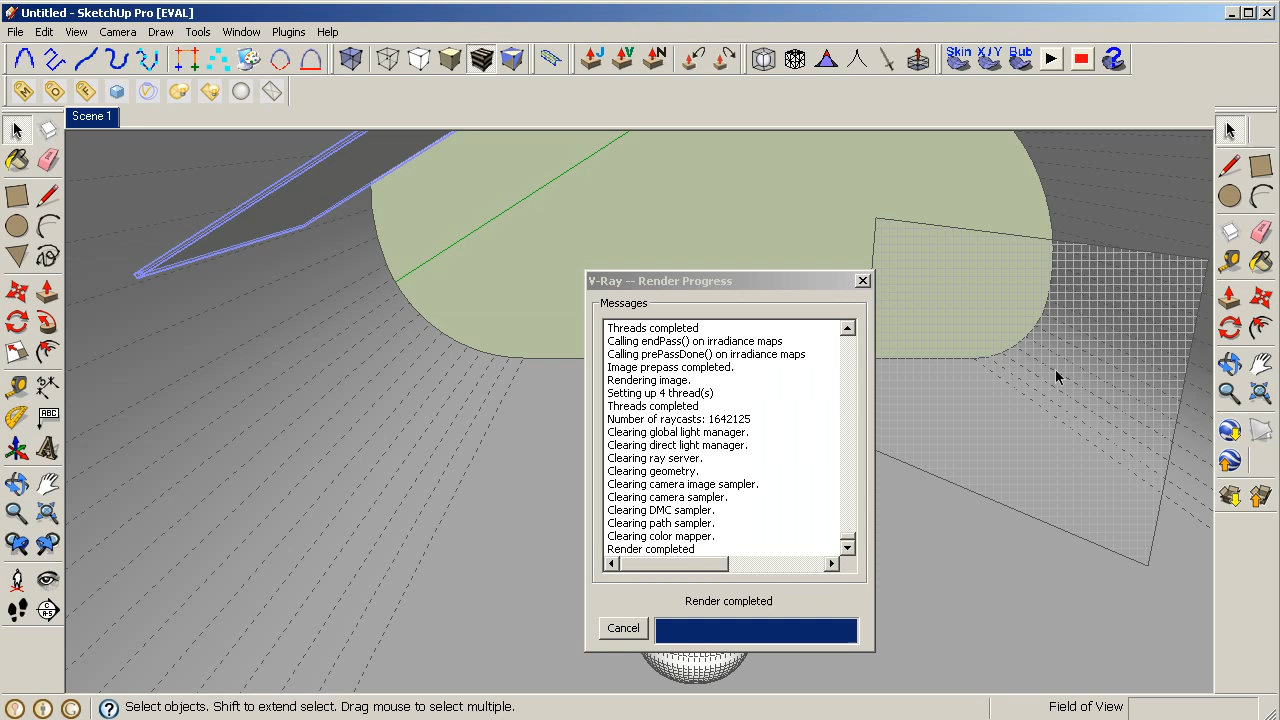 Untitled - SketchUp Pro [EVAL]
File Edit View Camera Draw Tools Window Plugins Help
J V N Skin X/Y Bub
M O F
Scene 1
V-Ray -- Render Progress
Messages
Threads completed
Calling endPass() on irradiance maps
Calling prePassDone() on irradiance maps
Image prepass completed.
Rendering image.
Setting up 4 thread(s)
Threads completed
Number of raycasts: 1642125
Clearing global light manager.
Clearing direct light manager.
Clearing ray server.
Clearing geometry.
Clearing camera image sampler.
Clearing camera sampler.
Clearing DMC sampler.
Clearing path sampler.
Clearing color mapper.
Render completed
Render completed
Cancel
ABC
A
Select objects. Shift to extend select. Drag mouse to select multiple.
Field of View